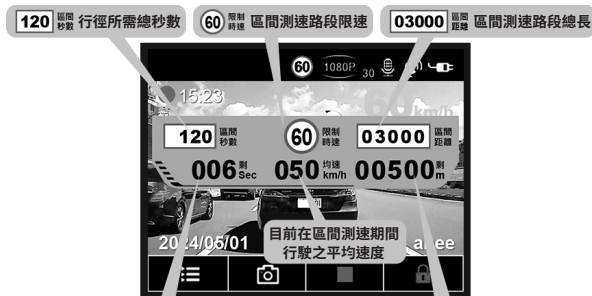 120 區間秒數 行徑所需總秒數
60 限制時速 區間測速路段限速
03000 區間距離 區間測速路段總長
60 1080P 30
15:23
60 km/h
120 區間秒數 60 限制時速 03000 區間距離
006 剩 Sec 050 均速 km/h 00500 剩 m
目前在區間測速期間
行駛之平均速度
2024/05/01